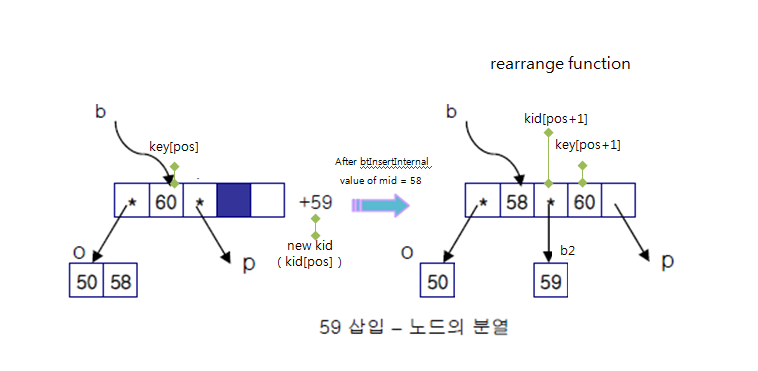 rearrange function
b
key[pos]
* 60 *
+59
new kid
( kid[pos] )
O
50 58
p
After btInsertInternal
value of mid = 58
b
kid[pos+1]
key[pos+1]
* 58 * 60
O
50
b2
59
p
59 삽입 – 노드의 분열